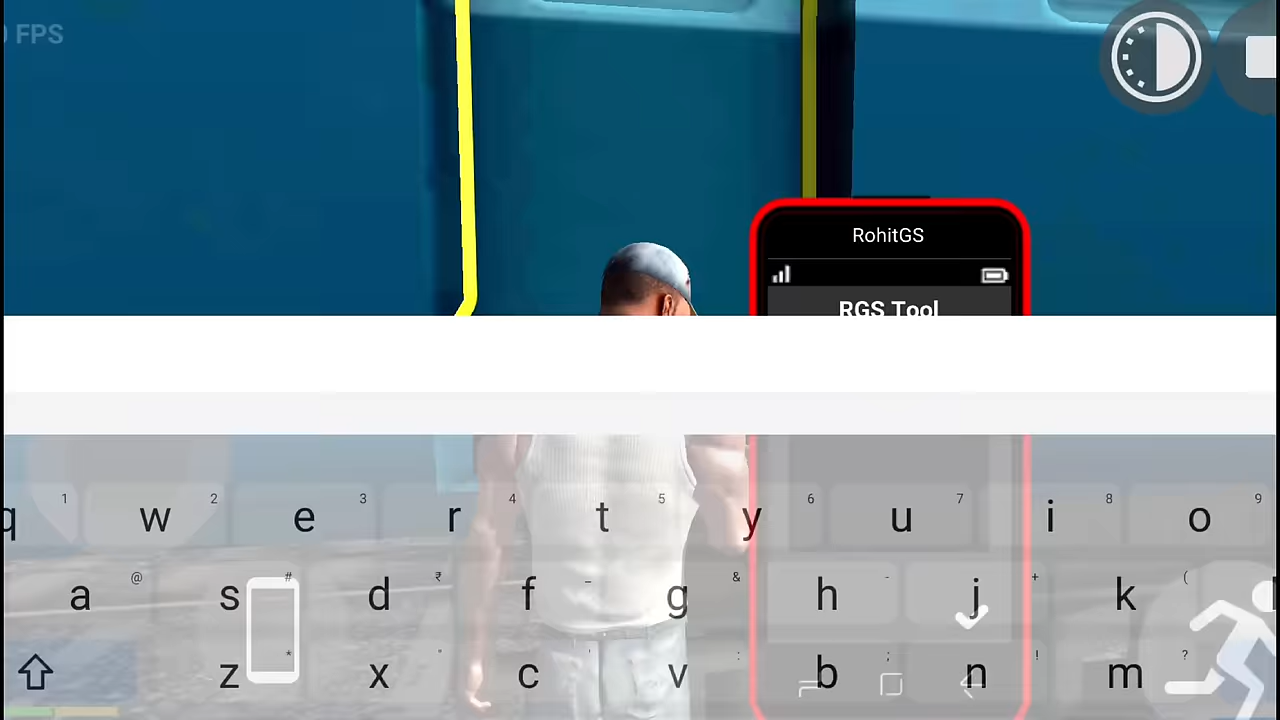 FPS
RohitGS
RGS Tool
1 2 3 4 5 6 7 8 9
q w e r t y u i o
@ # ₹ _ & - + (
a s d f g h j k l
* " ' : ; ! ?
z x c v b n m